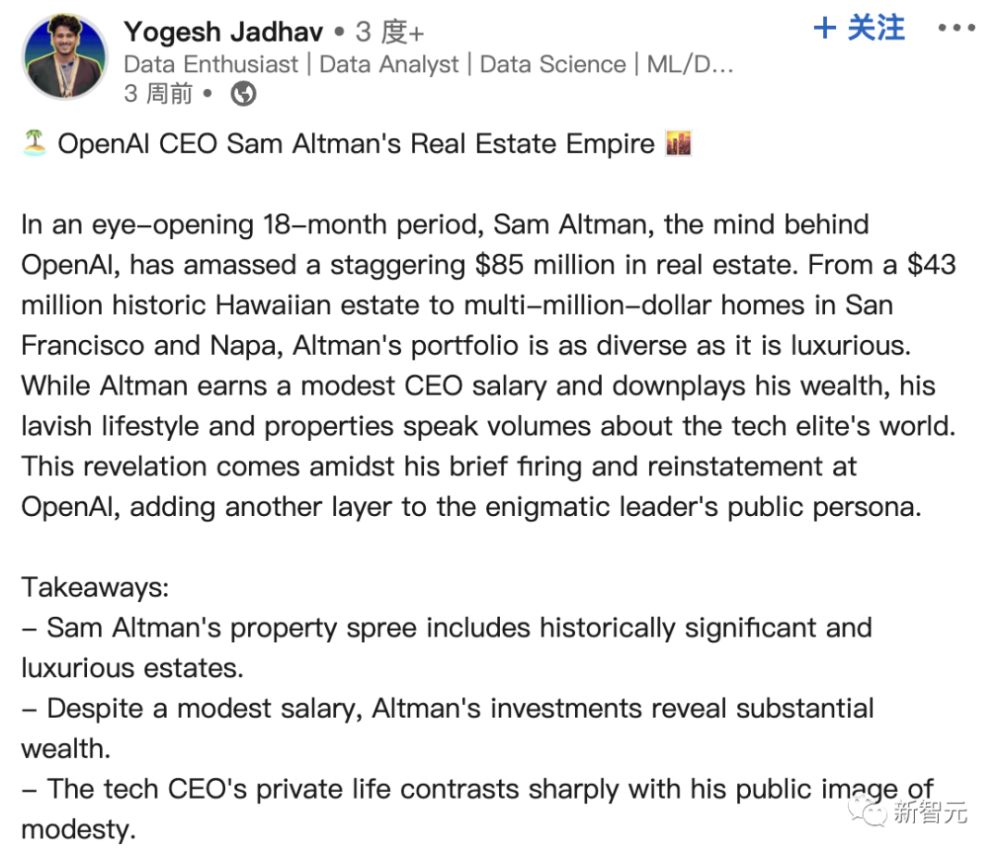 Yogesh Jadhav • 3 度+
+ 关注
Data Enthusiast | Data Analyst | Data Science | ML/D...
3 周前 •
🏝️ OpenAI CEO Sam Altman's Real Estate Empire 🌇
In an eye–opening 18–month period, Sam Altman, the mind behind
OpenAI, has amassed a staggering $85 million in real estate. From a $43
million historic Hawaiian estate to multi–million–dollar homes in San
Francisco and Napa, Altman's portfolio is as diverse as it is luxurious.
While Altman earns a modest CEO salary and downplays his wealth, his
lavish lifestyle and properties speak volumes about the tech elite's world.
This revelation comes amidst his brief firing and reinstatement at
OpenAI, adding another layer to the enigmatic leader's public persona.
Takeaways:
– Sam Altman's property spree includes historically significant and
luxurious estates.
– Despite a modest salary, Altman's investments reveal substantial
wealth.
– The tech CEO's private life contrasts sharply with his public image of
modesty.
新智元